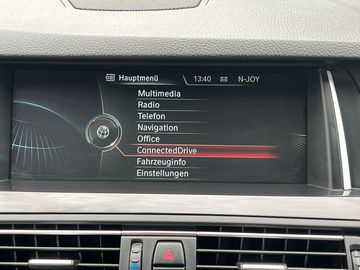 Hauptmenü 13:40 N-JOY
Multimedia
Radio
Telefon
Navigation
Office
ConnectedDrive
Fahrzeuginfo
Einstellungen